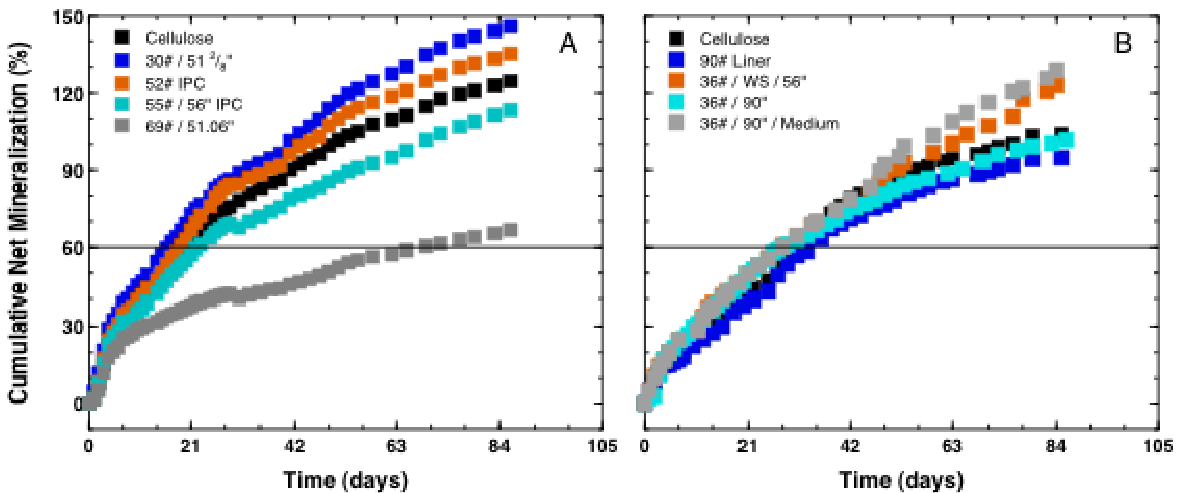 Cumulative Net Mineralization (%)
150
120
90
60
30
0
A
Cellulose
30# / 51 2/8"
52# IPC
55# / 56" IPC
69# / 51.06"
0 21 42 63 84 105
Time (days)
B
Cellulose
90# Liner
36# / WS / 56"
36# / 90"
36# / 90" / Medium
0 21 42 63 84 105
Time (days)